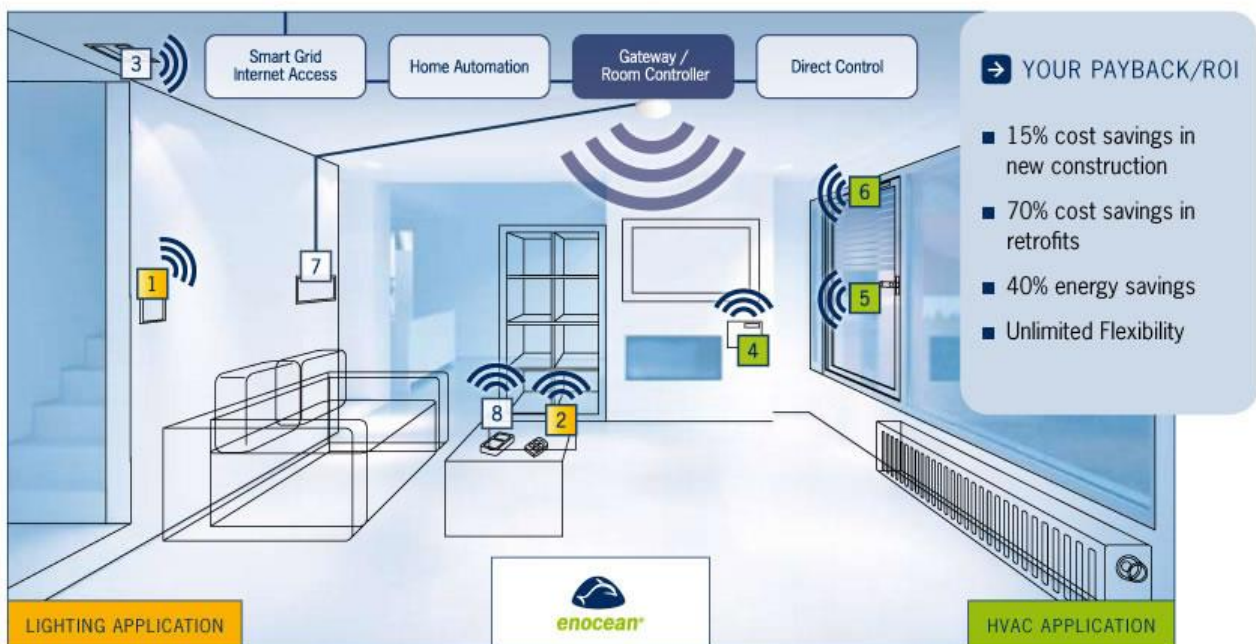 Smart Grid
Internet Access
Home Automation
Gateway /
Room Controller
Direct Control
YOUR PAYBACK/ROI
15% cost savings in
new construction
70% cost savings in
retrofits
40% energy savings
Unlimited Flexibility
3
6
7
1
5
4
8
2
LIGHTING APPLICATION
enocean®
HVAC APPLICATION